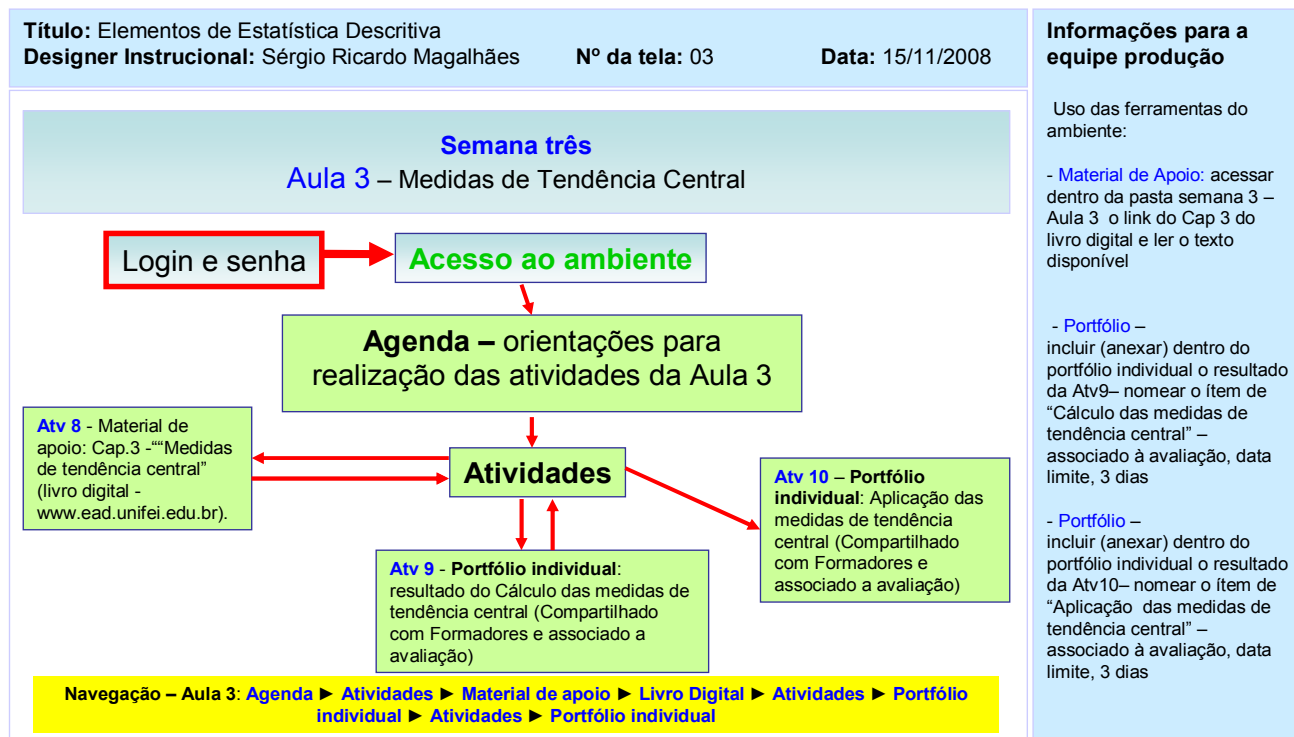 Título: Elementos de Estatística Descritiva
Designer Instrucional: Sérgio Ricardo Magalhães Nº da tela: 03 Data: 15/11/2008
Semana três
Aula 3 – Medidas de Tendência Central
Login e senha
Acesso ao ambiente
Agenda – orientações para
realização das atividades da Aula 3
Atv 8 - Material de
apoio: Cap.3 -““Medidas
de tendência central”
(livro digital -
www.ead.unifei.edu.br).
Atividades
Atv 10 – Portfólio
individual: Aplicação das
medidas de tendência
central (Compartilhado
com Formadores e
associado a avaliação)
Atv 9 - Portfólio individual:
resultado do Cálculo das medidas de
tendência central (Compartilhado
com Formadores e associado a
avaliação)
Navegação – Aula 3: Agenda ► Atividades ► Material de apoio ► Livro Digital ► Atividades ► Portfólio
individual ► Atividades ► Portfólio individual
Informações para a
equipe produção
Uso das ferramentas do
ambiente:
- Material de Apoio: acessar
dentro da pasta semana 3 –
Aula 3 o link do Cap 3 do
livro digital e ler o texto
disponível
- Portfólio –
incluir (anexar) dentro do
portfólio individual o resultado
da Atv9– nomear o ítem de
“Cálculo das medidas de
tendência central” –
associado à avaliação, data
limite, 3 dias
- Portfólio –
incluir (anexar) dentro do
portfólio individual o resultado
da Atv10– nomear o ítem de
“Aplicação das medidas de
tendência central” –
associado à avaliação, data
limite, 3 dias